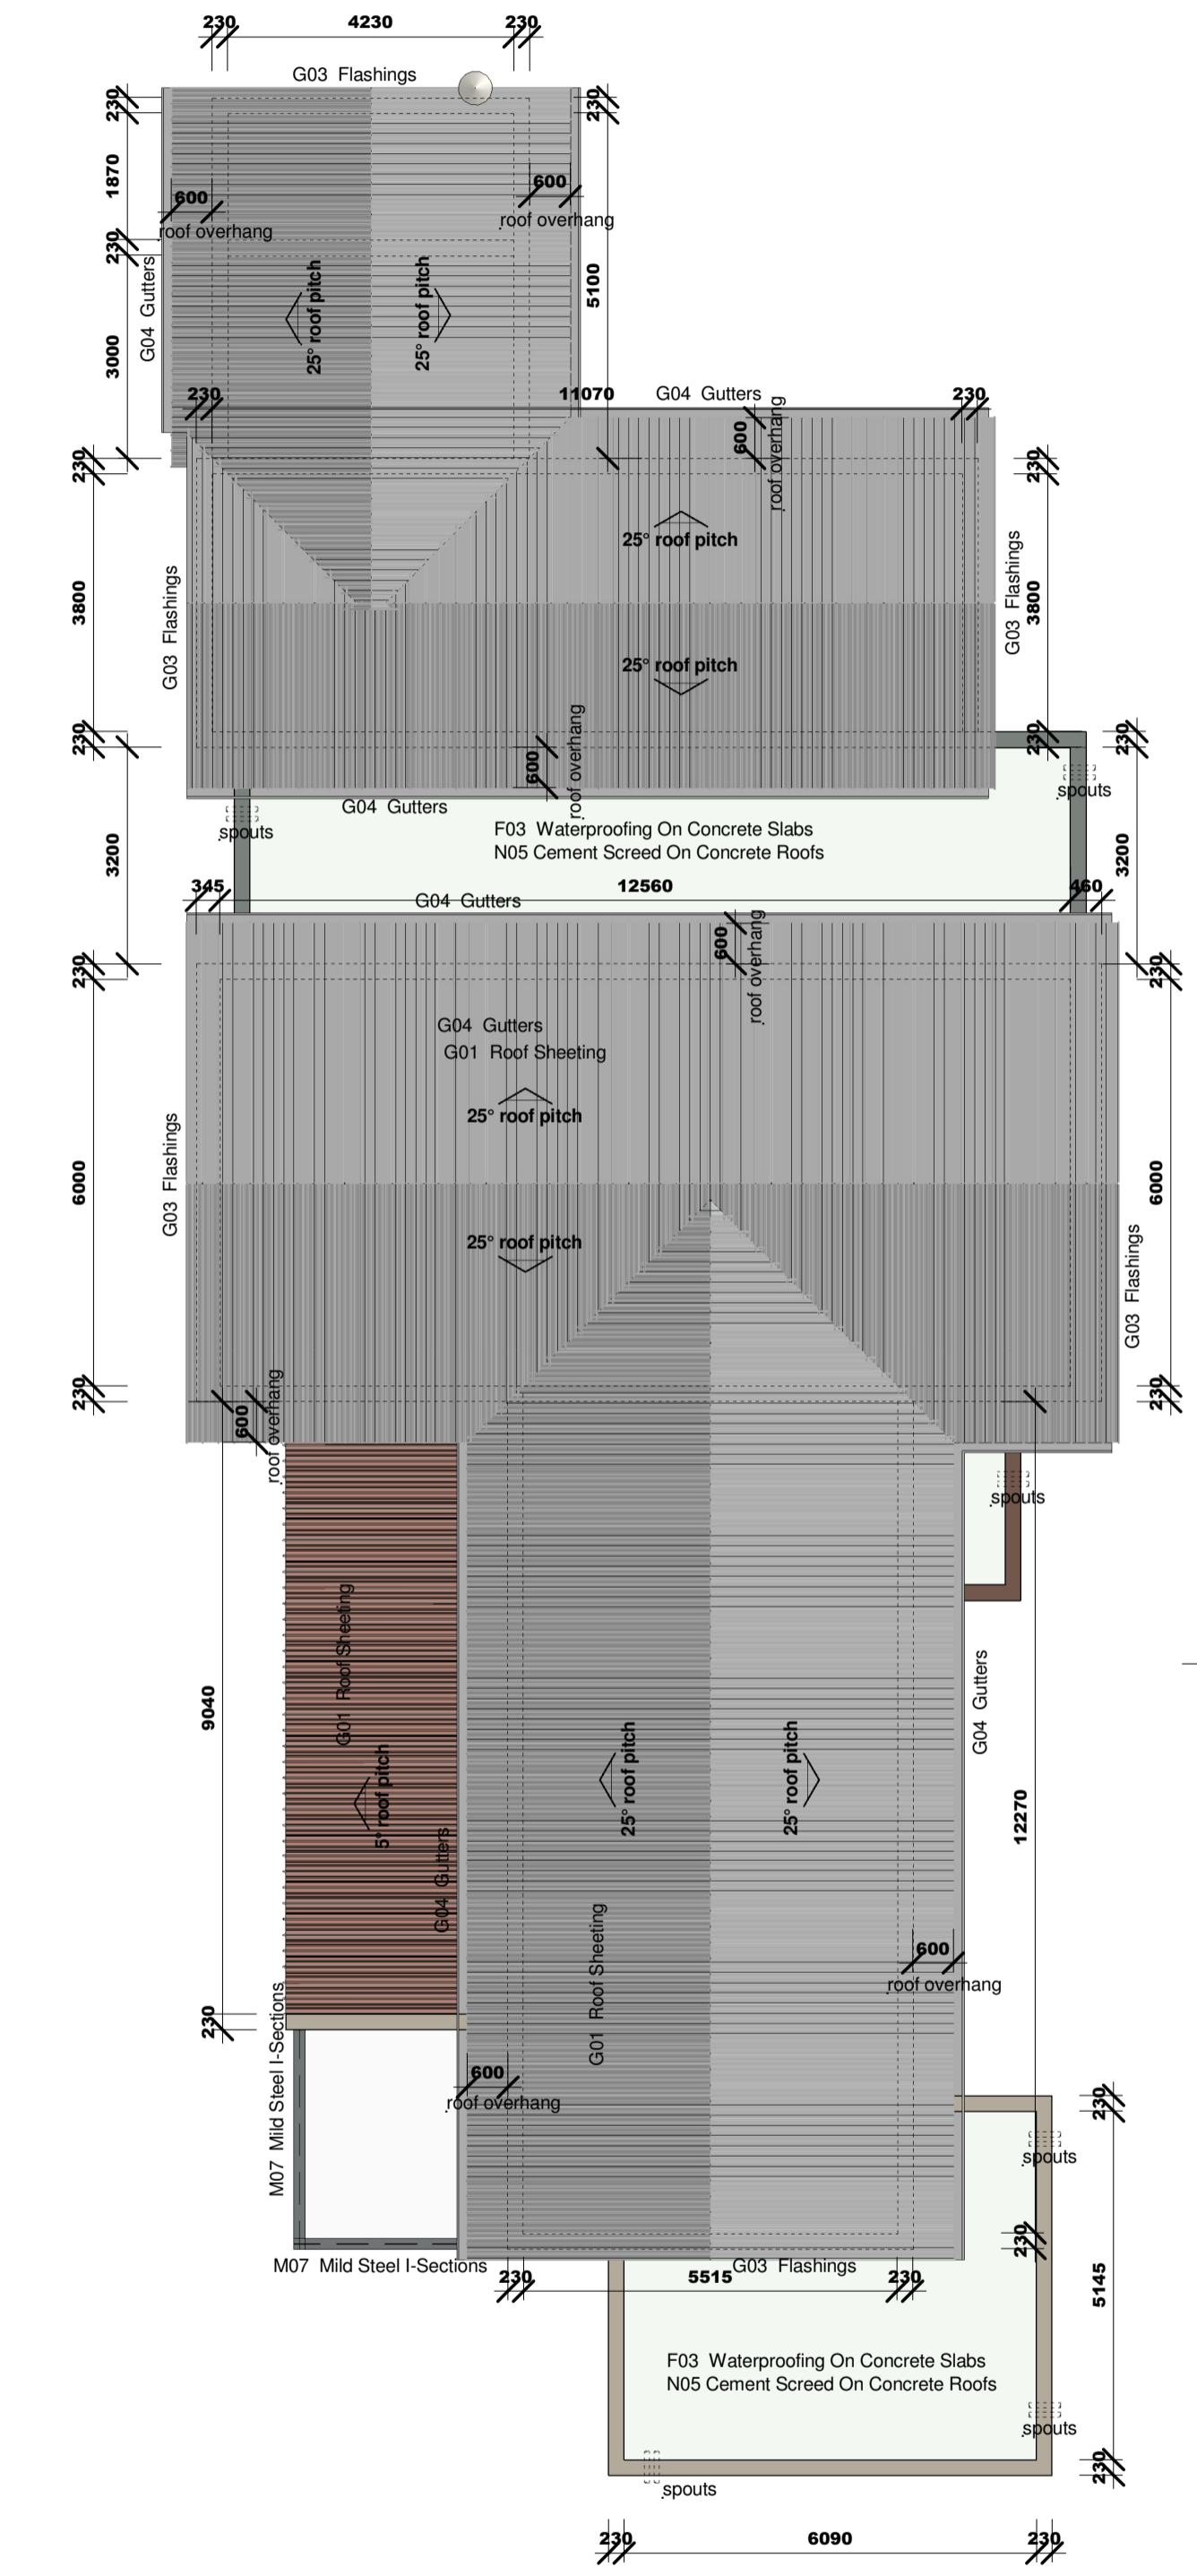 230 4230 230
G03 Flashings
230
230
1870
600
600
roof overhang
roof overhang
230
G04 Gutters
25° roof pitch
25° roof pitch
5100
3000
230
11070
G04 Gutters
230
600
roof overhang
230
230
25° roof pitch
G03 Flashings
3800
G03 Flashings
3800
25° roof pitch
230
600
roof overhang
230
230
spouts
G04 Gutters
spouts
F03 Waterproofing On Concrete Slabs
N05 Cement Screed On Concrete Roofs
3200
3200
345
12560
460
G04 Gutters
600
roof overhang
230
230
G04 Gutters
G01 Roof Sheeting
25° roof pitch
G03 Flashings
6000
6000
25° roof pitch
G03 Flashings
230
600
roof overhang
230
spouts
G01 Roof Sheeting
9040
G04 Gutters
5° roof pitch
25° roof pitch
25° roof pitch
12270
G04 Gutters
G01 Roof Sheeting
600
roof overhang
230
M07 Mild Steel I-Sections
600
roof overhang
230
spouts
230
M07 Mild Steel I-Sections
G03 Flashings
230 5515 230
5145
F03 Waterproofing On Concrete Slabs
N05 Cement Screed On Concrete Roofs
spouts
230
spouts
230 6090 230